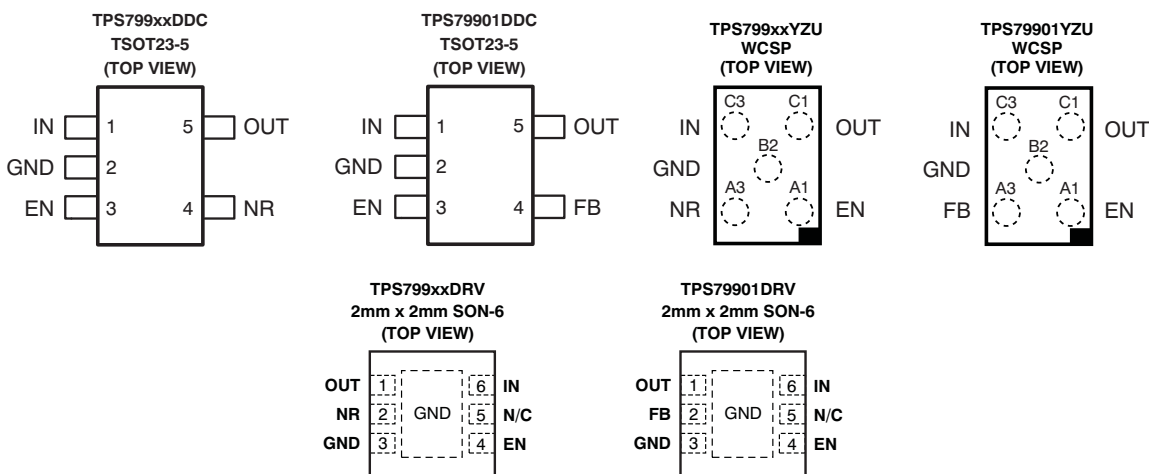 TPS799xxDDC
TSOT23-5
(TOP VIEW)
IN 1 5 OUT
GND 2
EN 3 4 NR
TPS79901DDC
TSOT23-5
(TOP VIEW)
IN 1 5 OUT
GND 2
EN 3 4 FB
TPS799xxYZU
WCSP
(TOP VIEW)
C3 C1
IN OUT
B2
GND
A3 A1
NR EN
TPS79901YZU
WCSP
(TOP VIEW)
C3 C1
IN OUT
B2
GND
A3 A1
FB EN
TPS799xxDRV
2mm x 2mm SON-6
(TOP VIEW)
OUT 1 6 IN
NR 2 GND 5 N/C
GND 3 4 EN
TPS79901DRV
2mm x 2mm SON-6
(TOP VIEW)
OUT 1 6 IN
FB 2 GND 5 N/C
GND 3 4 EN